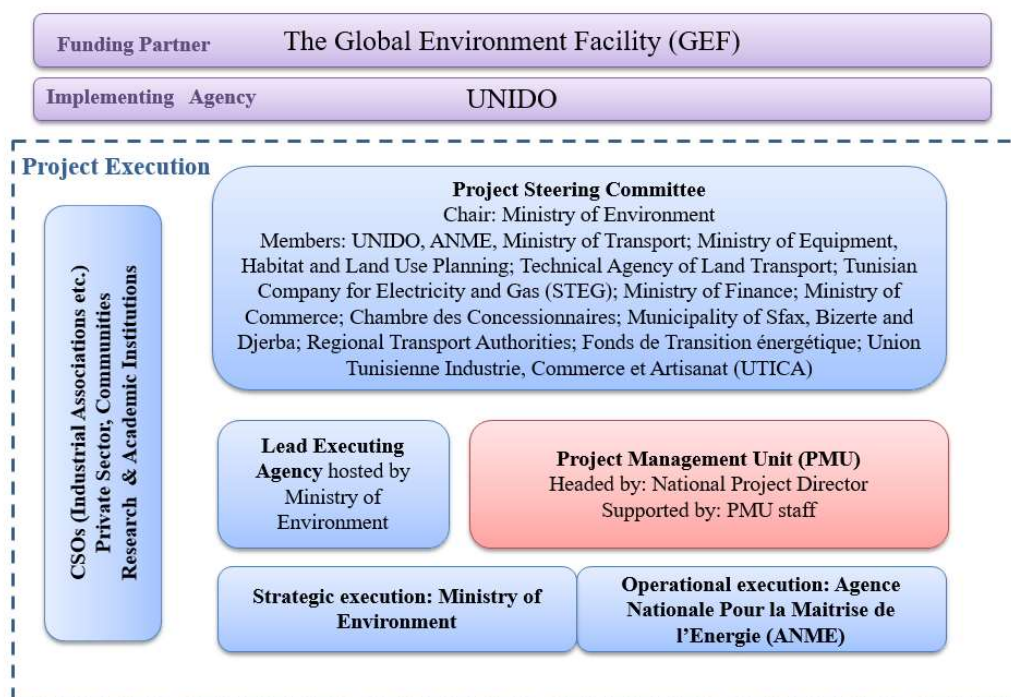 Funding Partner The Global Environment Facility (GEF)
Implementing Agency UNIDO
Project Execution
CSOs (Industrial Associations etc.)
Private Sector, Communities
Research & Academic Institutions
Project Steering Committee
Chair: Ministry of Environment
Members: UNIDO, ANME, Ministry of Transport; Ministry of Equipment,
Habitat and Land Use Planning; Technical Agency of Land Transport; Tunisian
Company for Electricity and Gas (STEG); Ministry of Finance; Ministry of
Commerce; Chambre des Concessionnaires; Municipality of Sfax, Bizerte and
Djerba; Regional Transport Authorities; Fonds de Transition énergétique; Union
Tunisienne Industrie, Commerce et Artisanat (UTICA)
Lead Executing
Agency hosted by
Ministry of
Environment
Project Management Unit (PMU)
Headed by: National Project Director
Supported by: PMU staff
Strategic execution: Ministry of
Environment
Operational execution: Agence
Nationale Pour la Maitrise de
l’Energie (ANME)